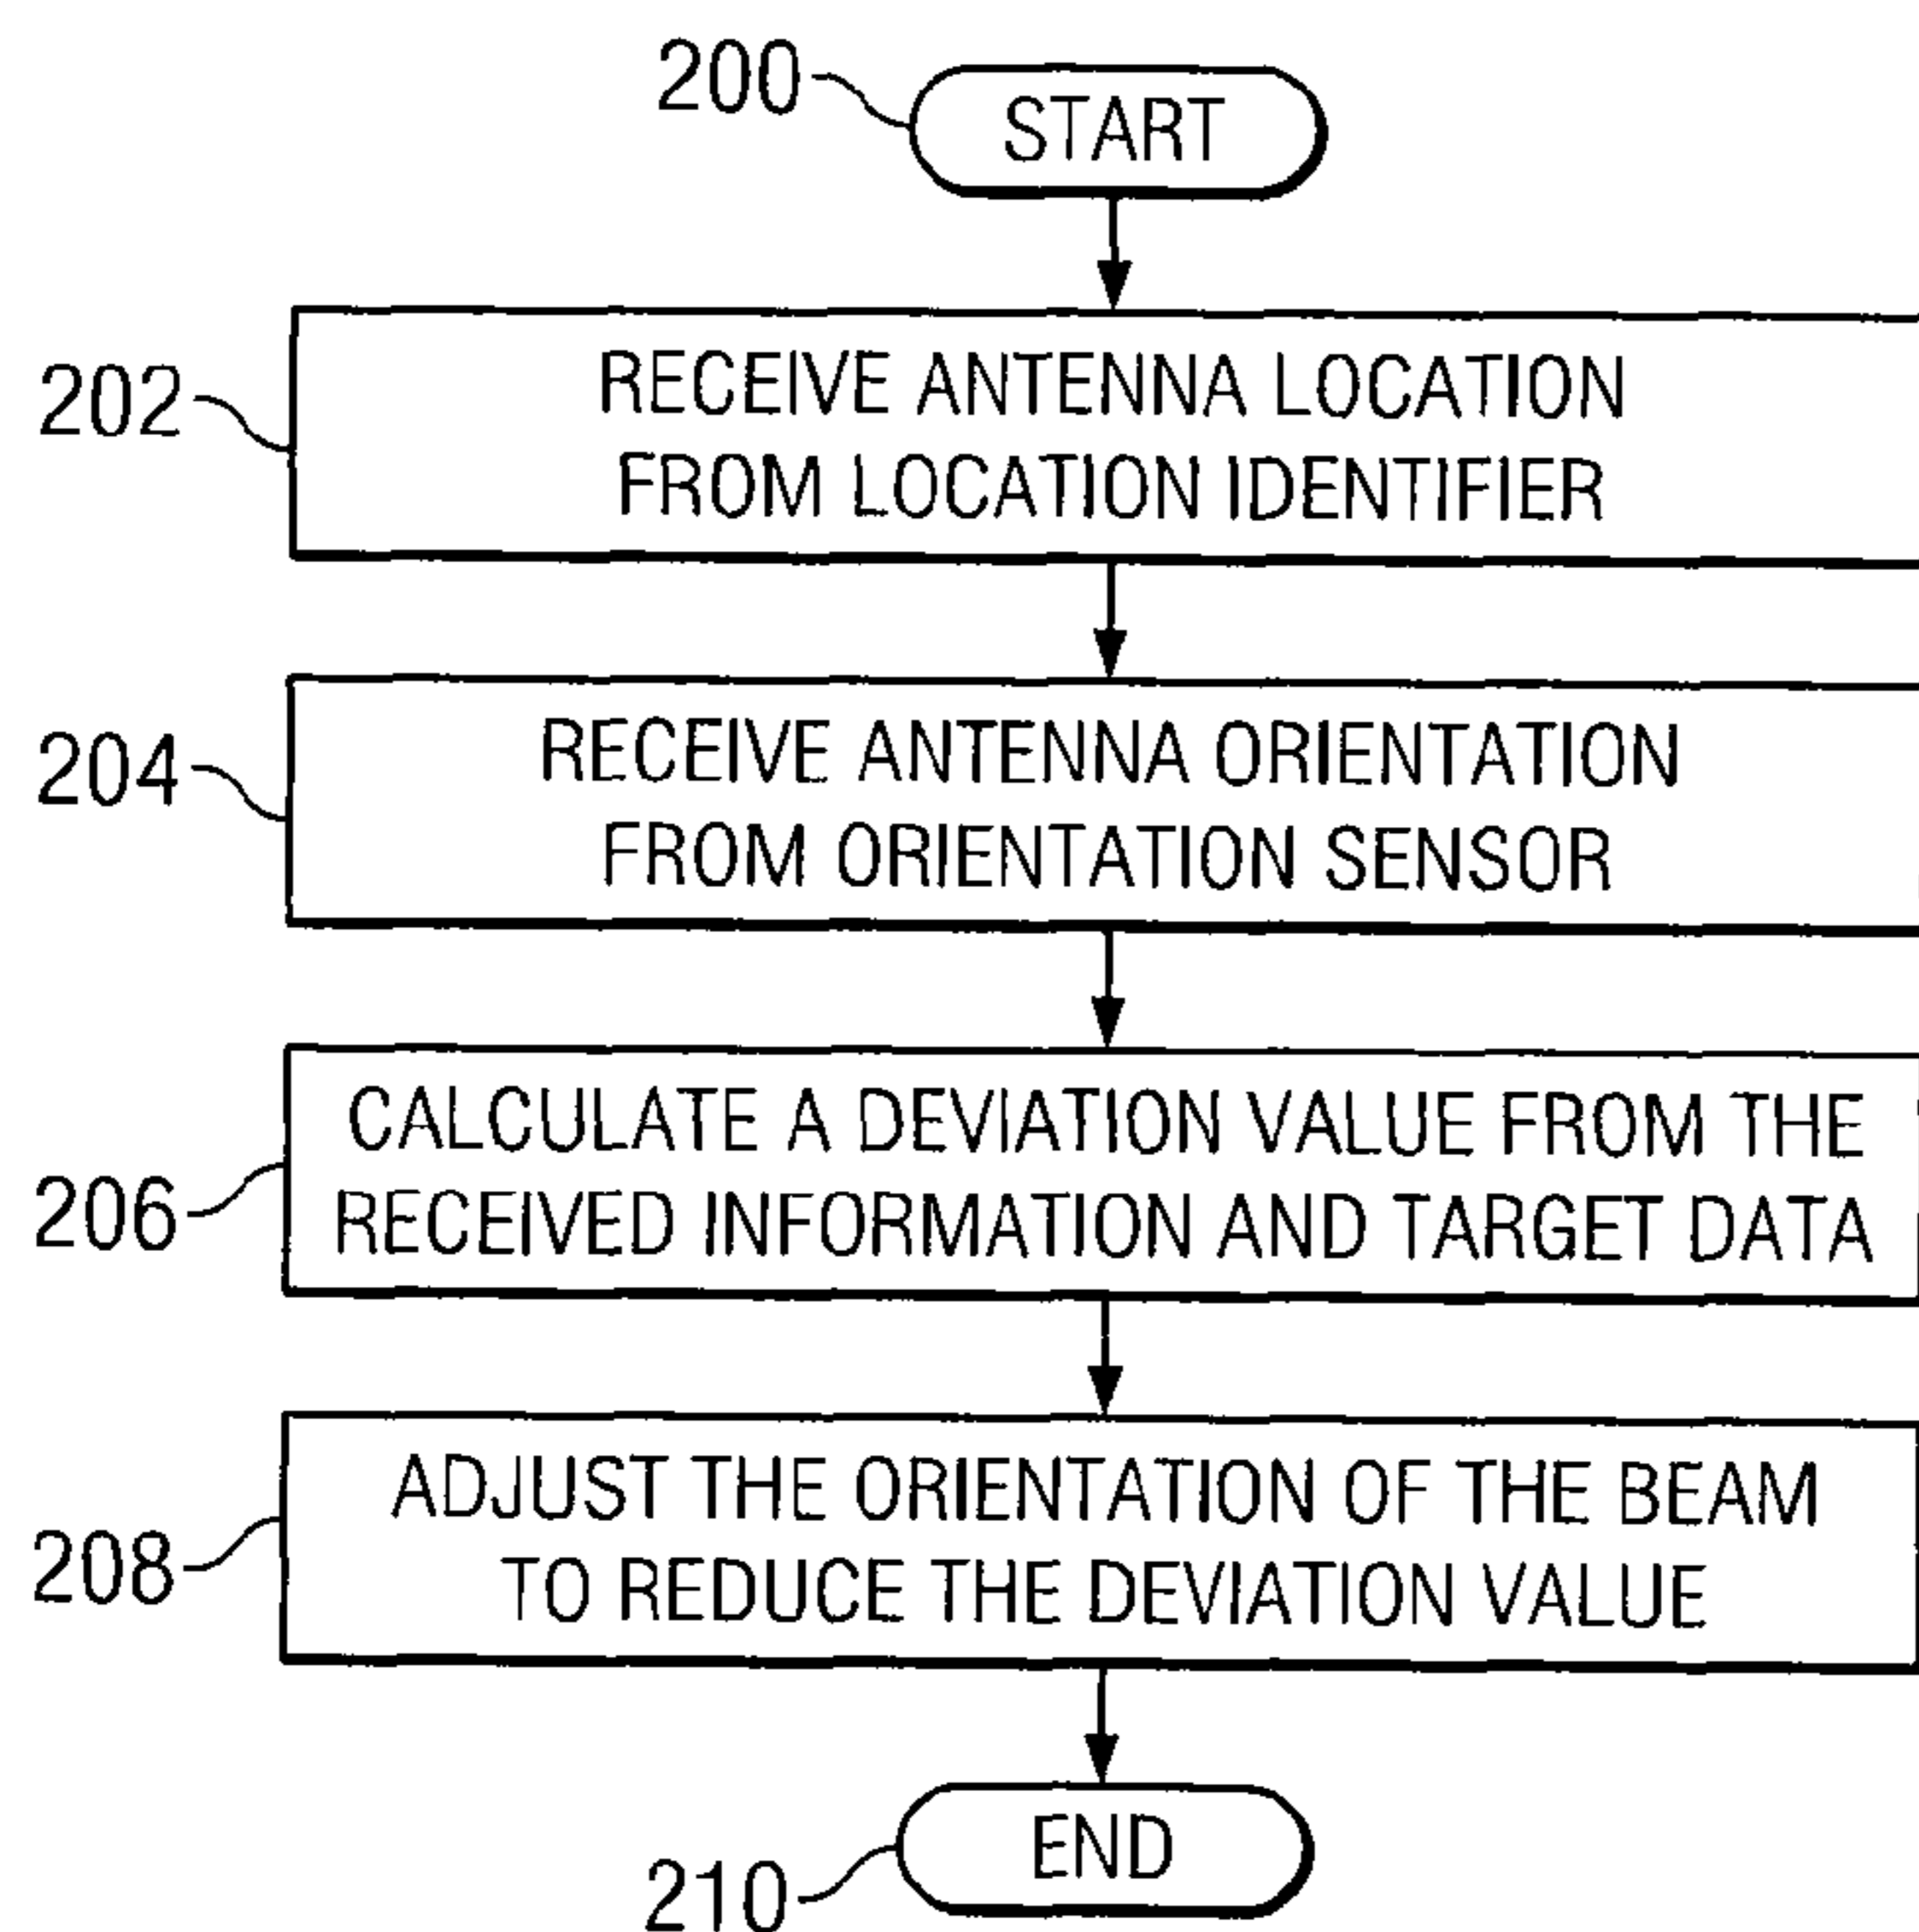 200
START
202
RECEIVE ANTENNA LOCATION
FROM LOCATION IDENTIFIER
204
RECEIVE ANTENNA ORIENTATION
FROM ORIENTATION SENSOR
206
CALCULATE A DEVIATION VALUE FROM THE
RECEIVED INFORMATION AND TARGET DATA
208
ADJUST THE ORIENTATION OF THE BEAM
TO REDUCE THE DEVIATION VALUE
210
END